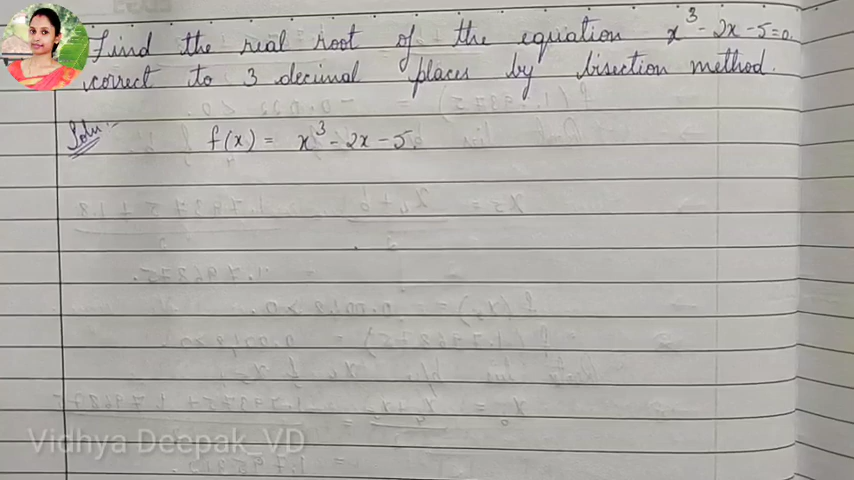 Find the real root of the equation x³ - 2x - 5 = 0.
correct to 3 decimal places by bisection method.
Soln:-
f(x) = x³ - 2x - 5.
Vidhya Deepak_VD